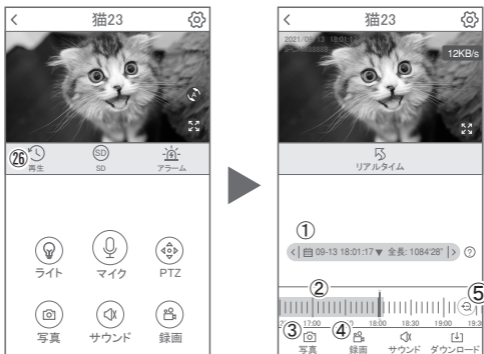 猫23
SD
㉖
再生
SD
アラーム
ライト
マイク
PTZ
写真
サウンド
録画
猫23
12KB/s
リアルタイム
①
09-13 18:01:17▼ 全長: 1084'28"
?
②
⑤
17:00 18:00 18:30 19:00
③
④
写真
録画
サウンド
ダウンロード